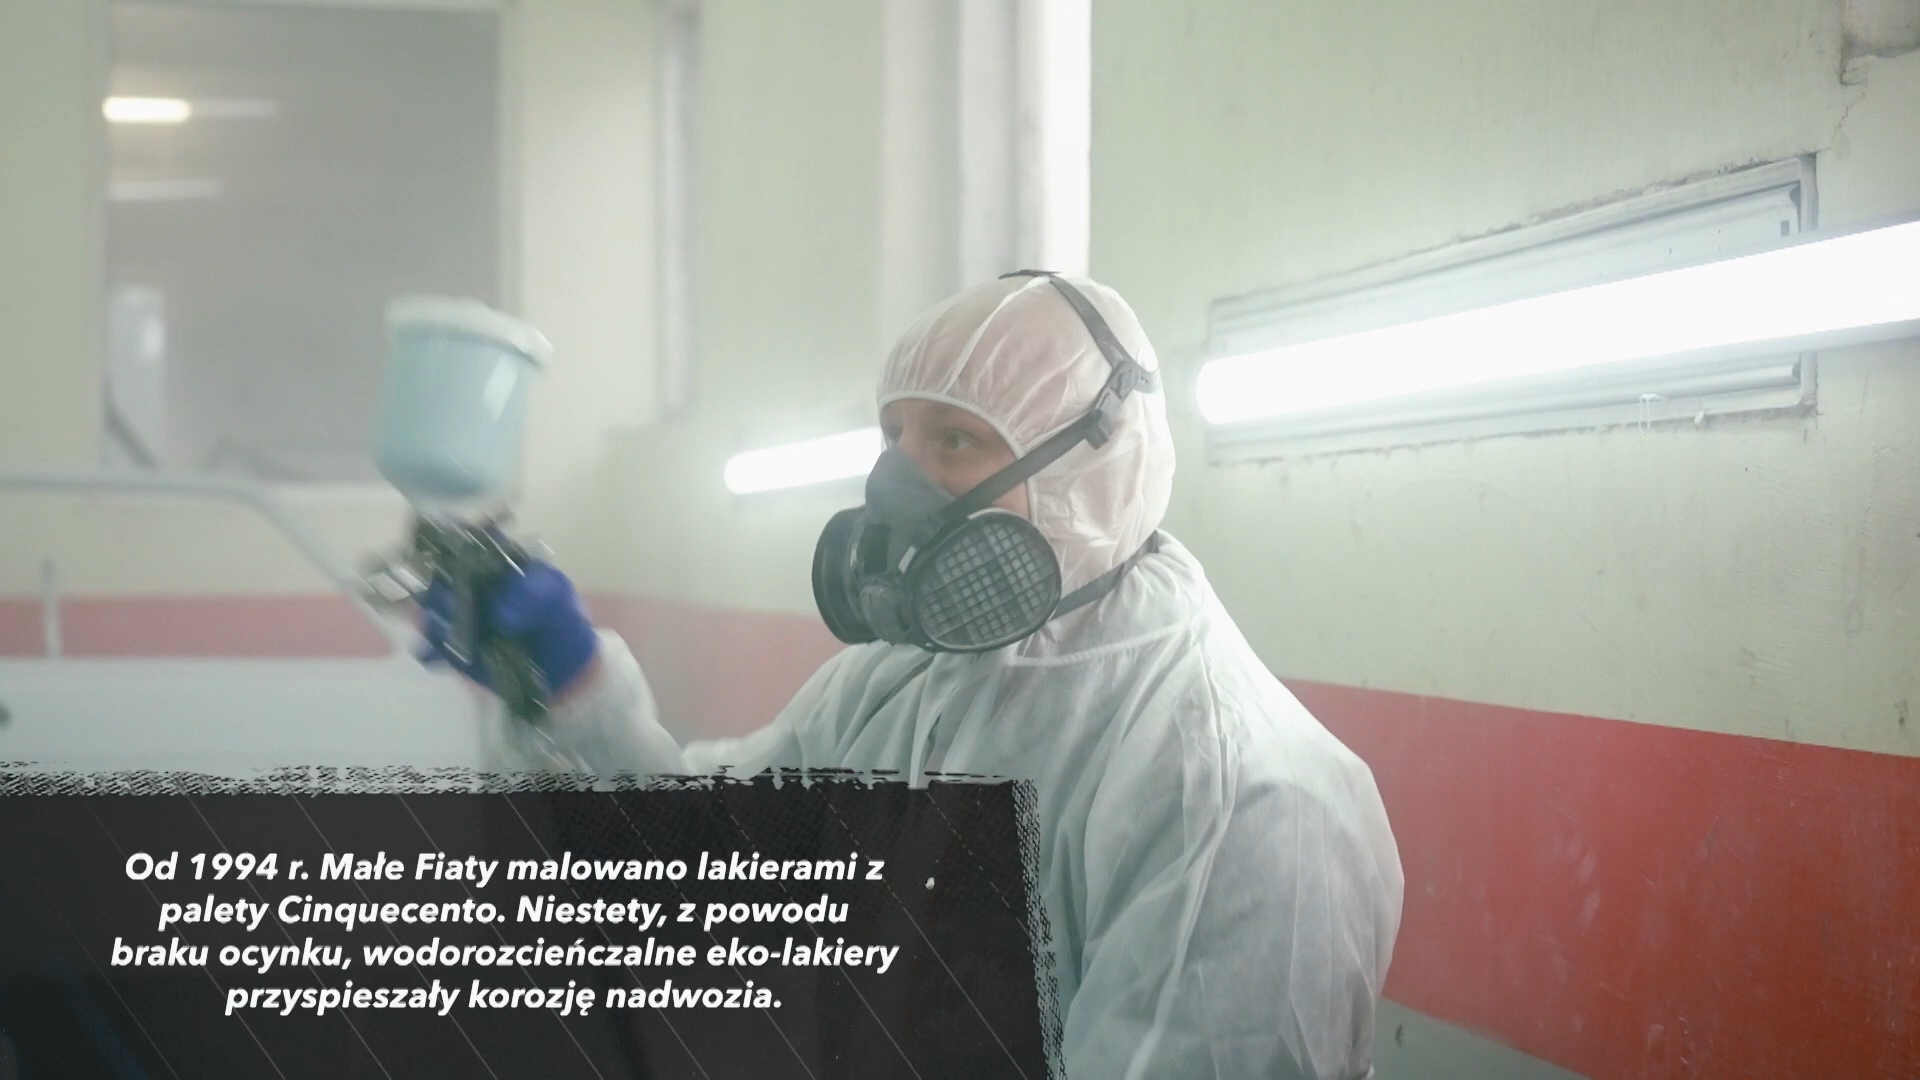 Od 1994 r. Małe Fiaty malowano lakierami z
palety Cinquecento. Niestety, z powodu
braku ocynku, wodorozcieńczalne eko-lakiery
przyspieszały korozję nadwozia.